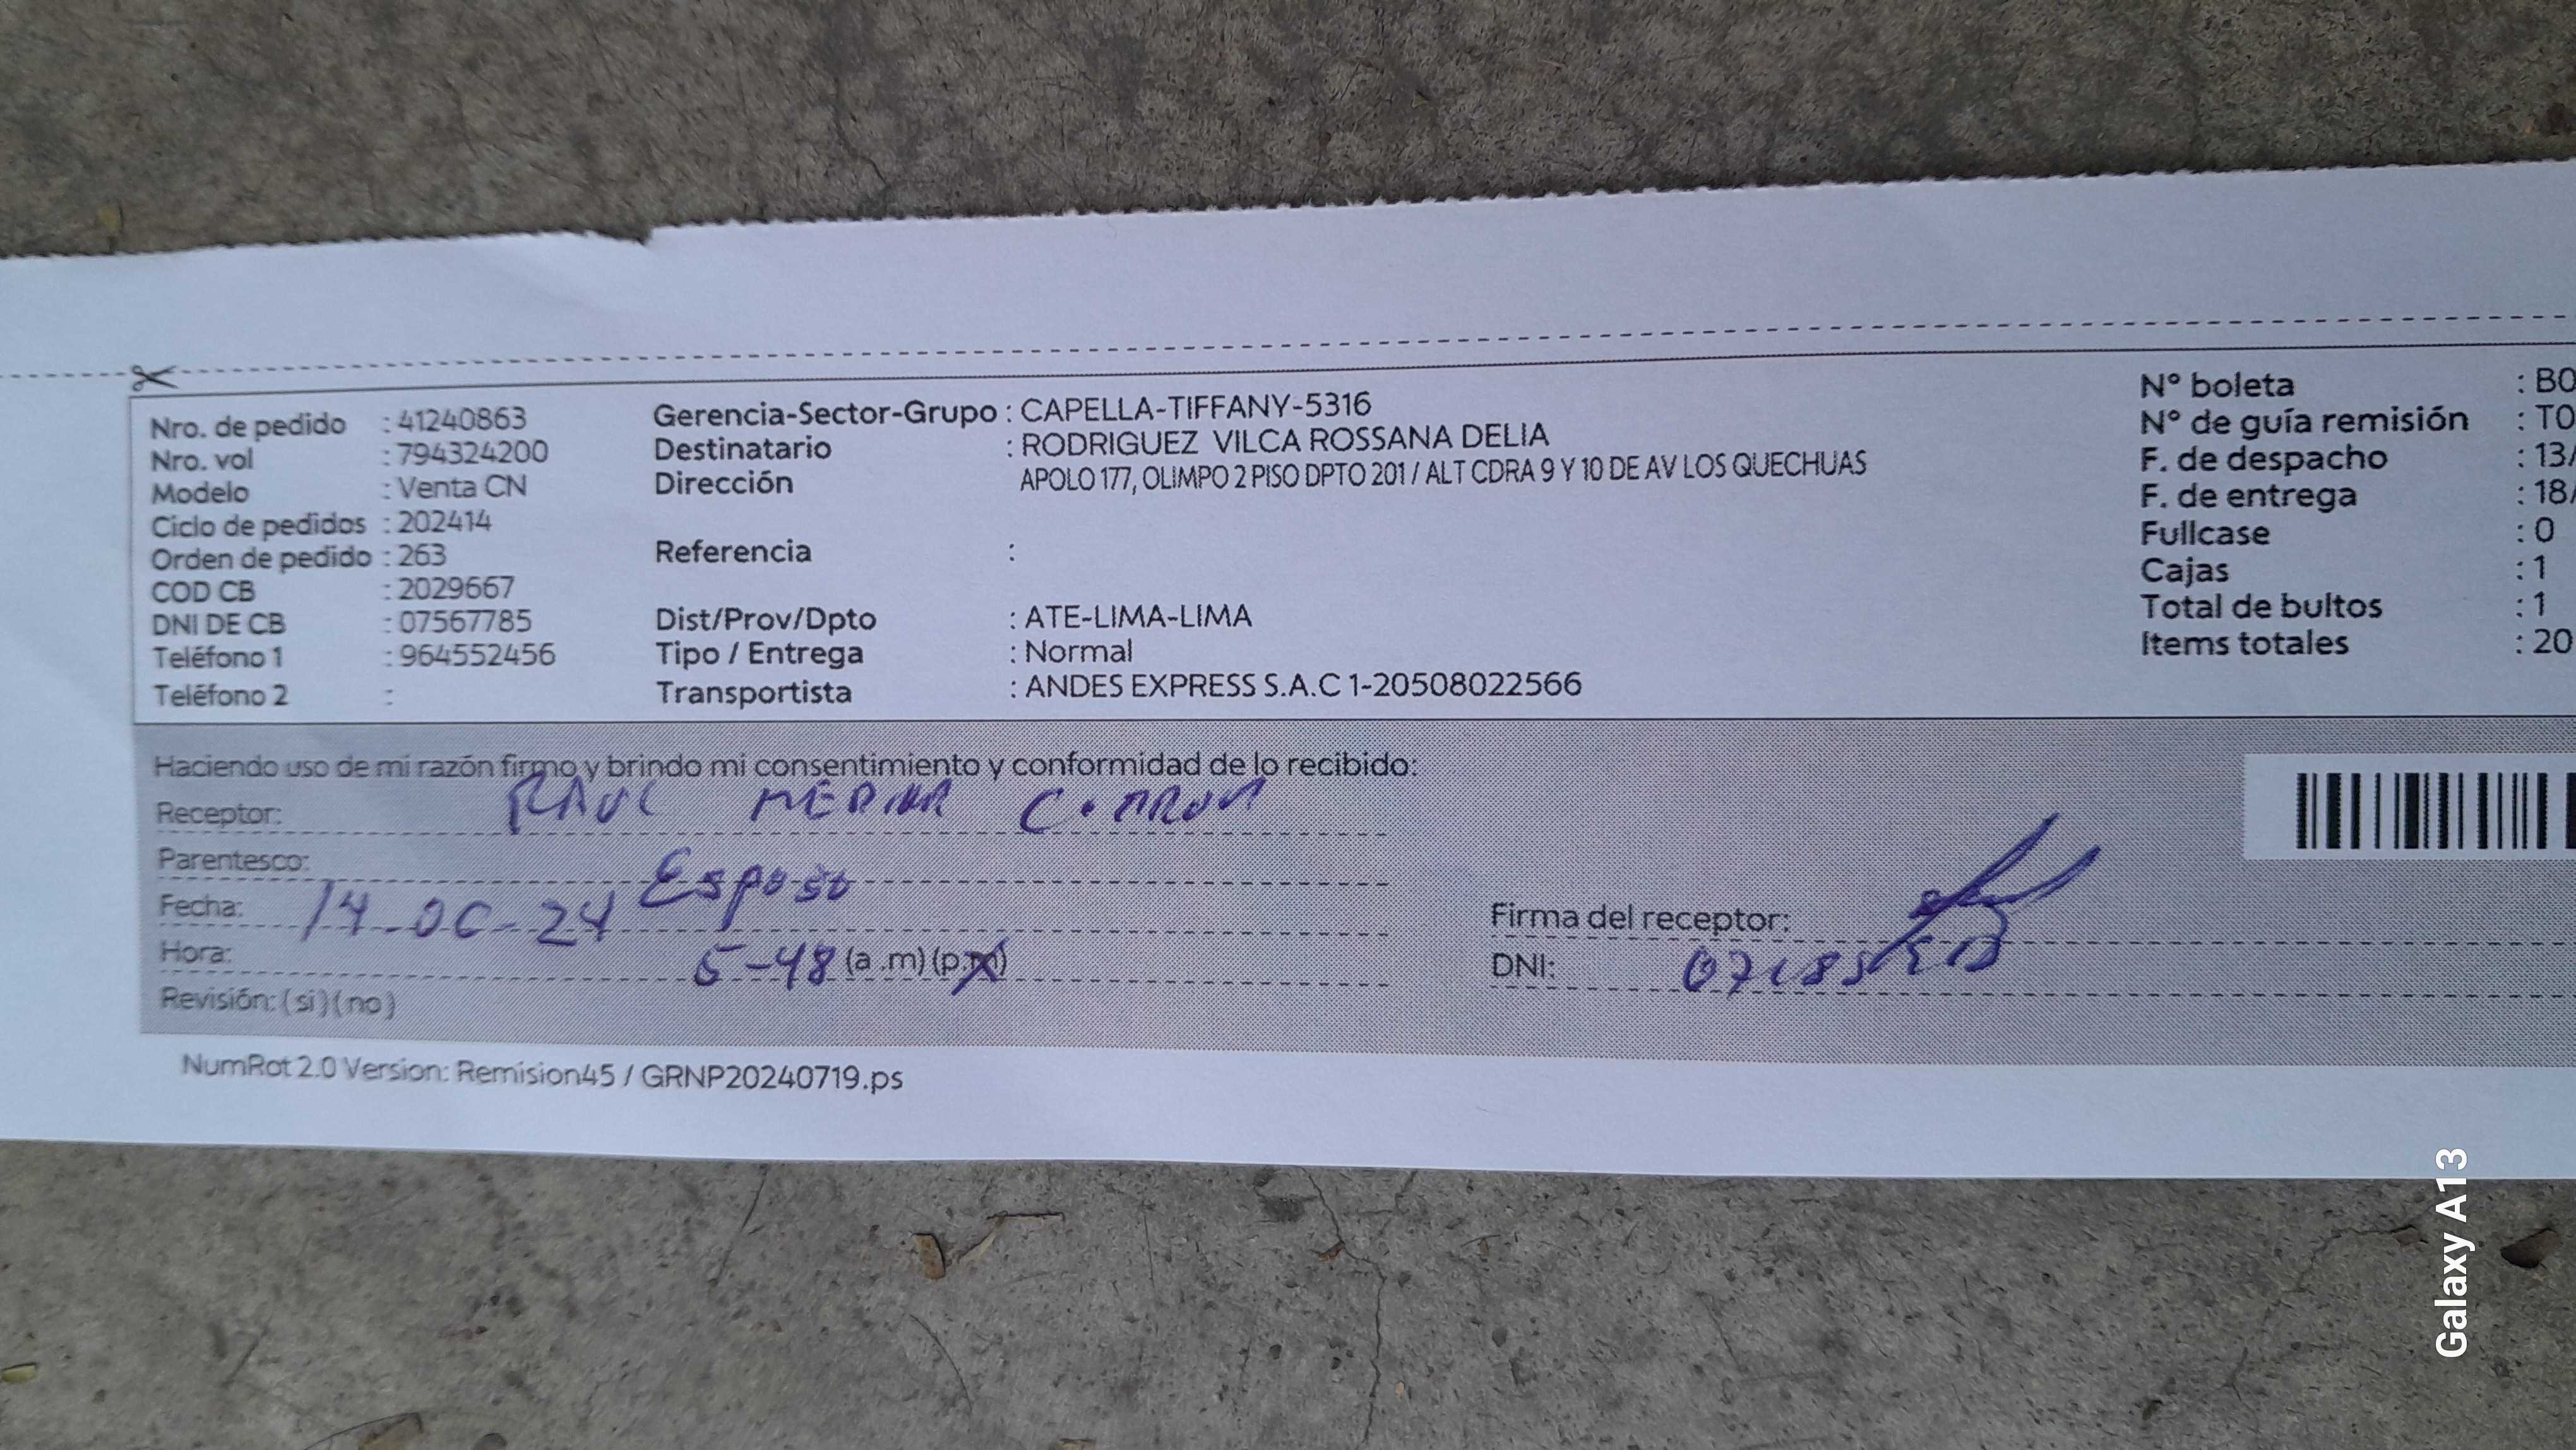 Nro. de pedido : 41240863
Nro. vol : 794324200
Modelo : Venta CN
Ciclo de pedidos : 202414
Orden de pedido : 263
COD CB : 2029667
DNI DE CB : 07567785
Teléfono 1 : 964552456
Teléfono 2 :
Gerencia-Sector-Grupo : CAPELLA-TIFFANY-5316
Destinatario : RODRIGUEZ VILCA ROSSANA DELIA
Dirección APOLO 177, OLIMPO 2 PISO DPTO 201 / ALT CDRA 9 Y 10 DE AV LOS QUECHUAS
Referencia :
Dist/Prov/Dpto : ATE-LIMA-LIMA
Tipo / Entrega : Normal
Transportista : ANDES EXPRESS S.A.C 1-20508022566
N° boleta : B0
N° de guía remisión : T0
F. de despacho : 13/
F. de entrega : 18/
Fullcase : 0
Cajas : 1
Total de bultos : 1
Items totales : 20
Haciendo uso de mi razón firmo y brindo mi consentimiento y conformidad de lo recibido:
Receptor: RAUL MEDINA
Parentesco: Esposo
Fecha: 14-OC-24
Hora: 5-48 (a .m) (p.m)
Revisión: (si) (no)
Firma del receptor:
DNI:
NumRot 2.0 Version: Remision45 / GRNP20240719.ps
Galaxy A13